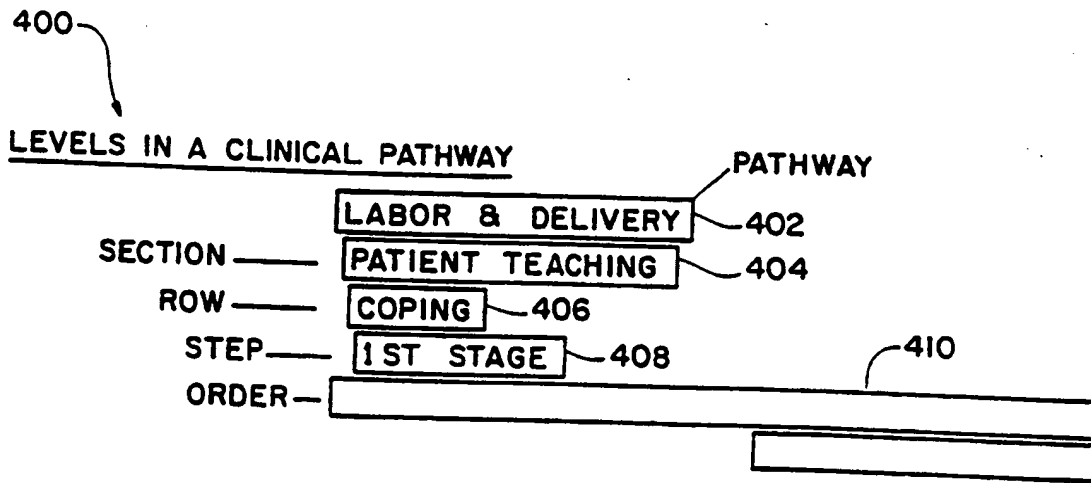 400
LEVELS IN A CLINICAL PATHWAY
PATHWAY
LABOR & DELIVERY 402
SECTION PATIENT TEACHING 404
ROW COPING 406
STEP 1ST STAGE 408
410
ORDER